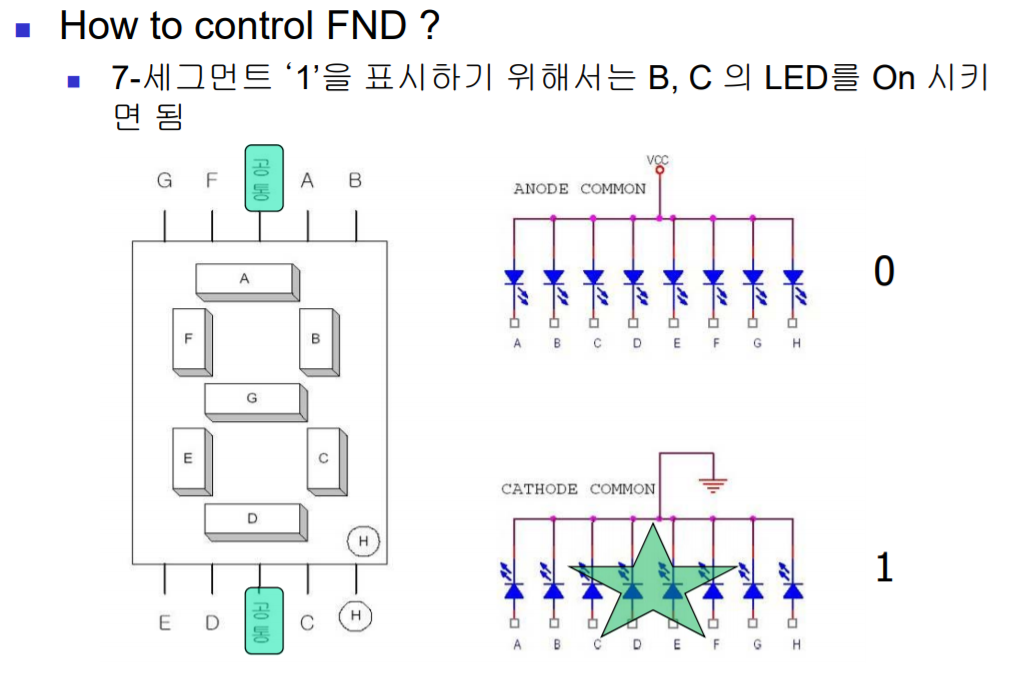 How to control FND ?
7-세그먼트 ‘1’을 표시하기 위해서는 B, C 의 LED를 On 시키
면 됨
G F 공통 A B
A
F B
G
E C
D
H
E D 공통 C H
VCC
ANODE COMMON
0
A B C D E F G H
CATHODE COMMON
1
A B C D E F G H